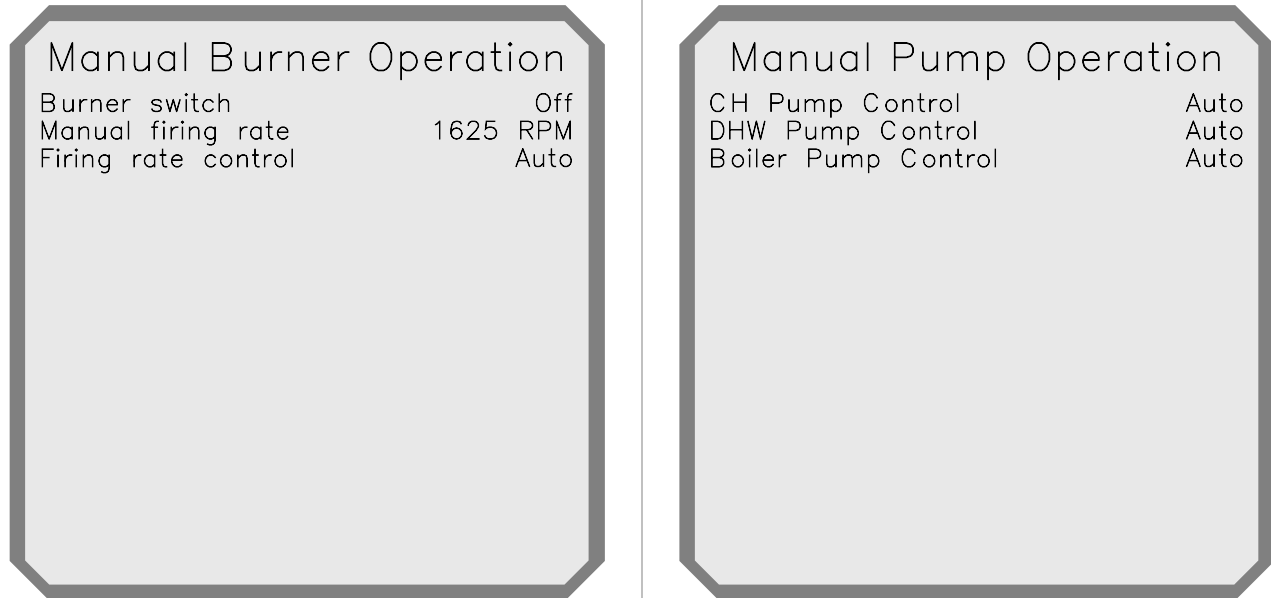 Manual Burner Operation
Burner switch Off
Manual firing rate 1625 RPM
Firing rate control Auto
Manual Pump Operation
CH Pump Control Auto
DHW Pump Control Auto
Boiler Pump Control Auto